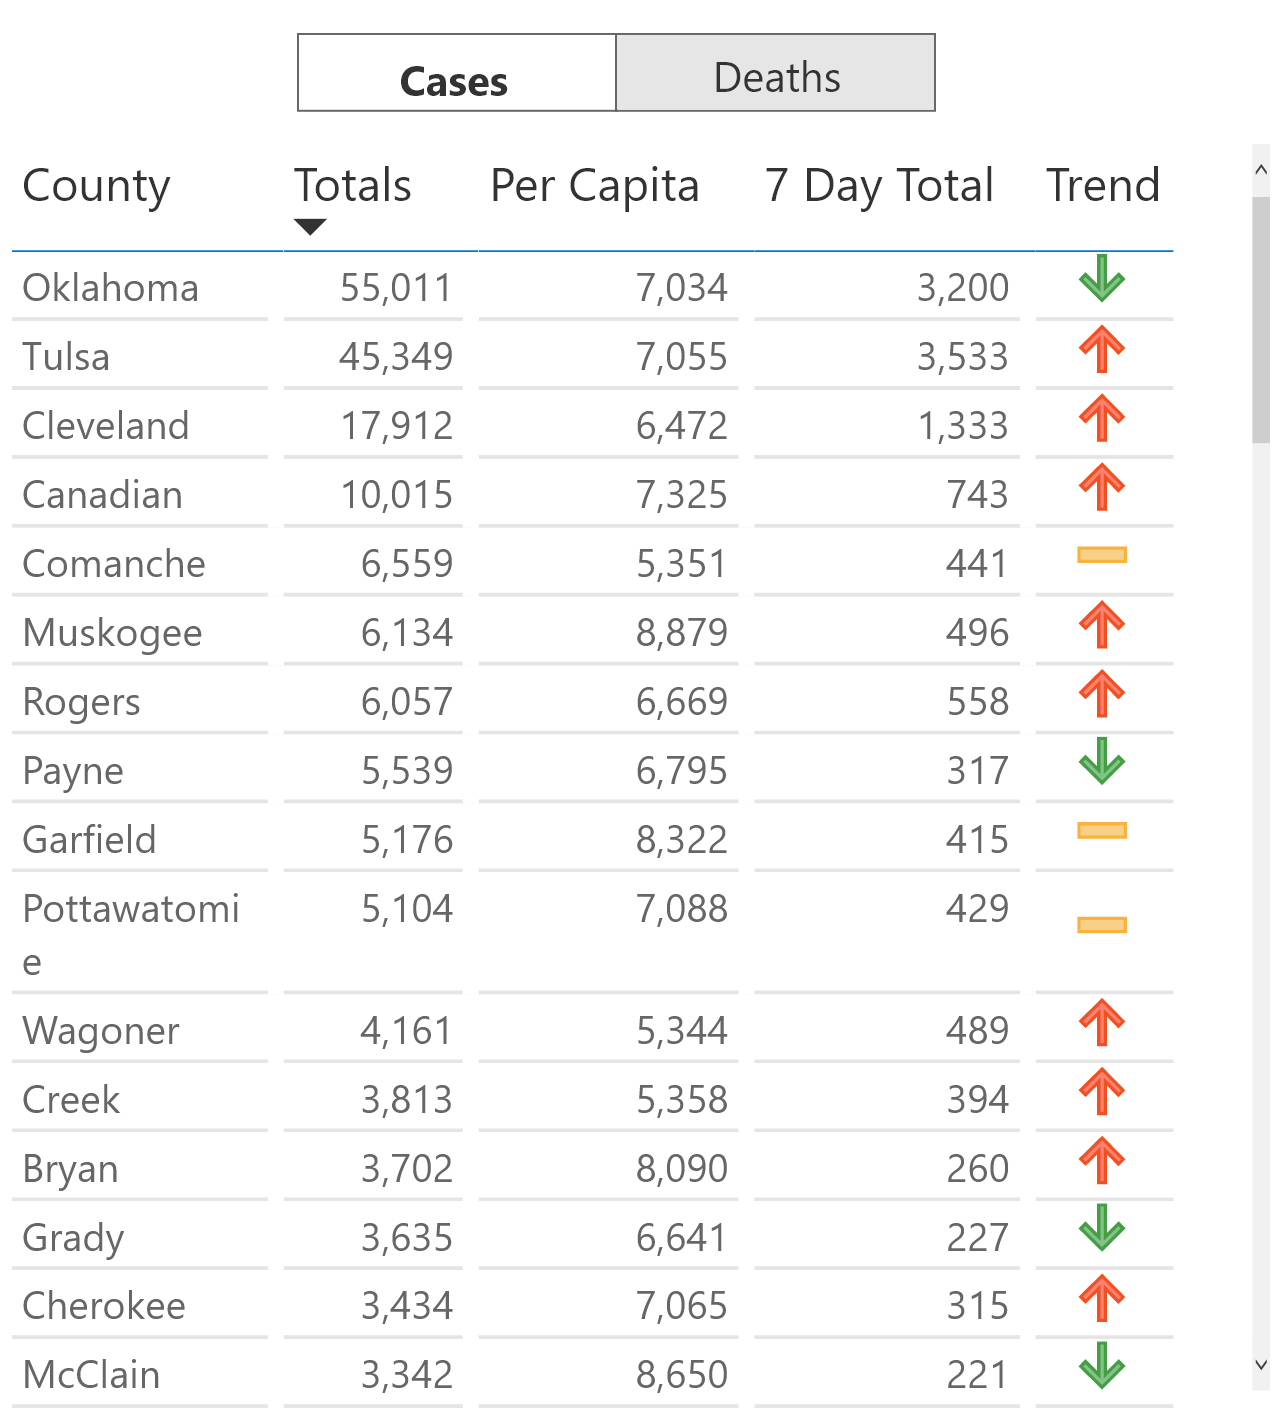 Cases Deaths
County Totals Per Capita 7 Day Total Trend
Oklahoma 55,011 7,034 3,200
Tulsa 45,349 7,055 3,533
Cleveland 17,912 6,472 1,333
Canadian 10,015 7,325 743
Comanche 6,559 5,351 441
Muskogee 6,134 8,879 496
Rogers 6,057 6,669 558
Payne 5,539 6,795 317
Garfield 5,176 8,322 415
Pottawatomi 5,104 7,088 429
e
Wagoner 4,161 5,344 489
Creek 3,813 5,358 394
Bryan 3,702 8,090 260
Grady 3,635 6,641 227
Cherokee 3,434 7,065 315
McClain 3,342 8,650 221